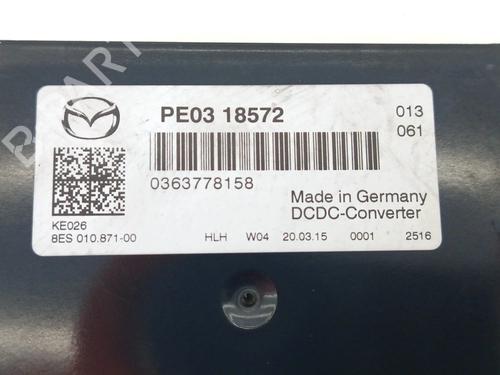 PE03 18572
013
061
0363778158
Made in Germany
DCDC-Converter
KE026
8ES 010.871-00
HLH W04 20.03.15 0001 2516